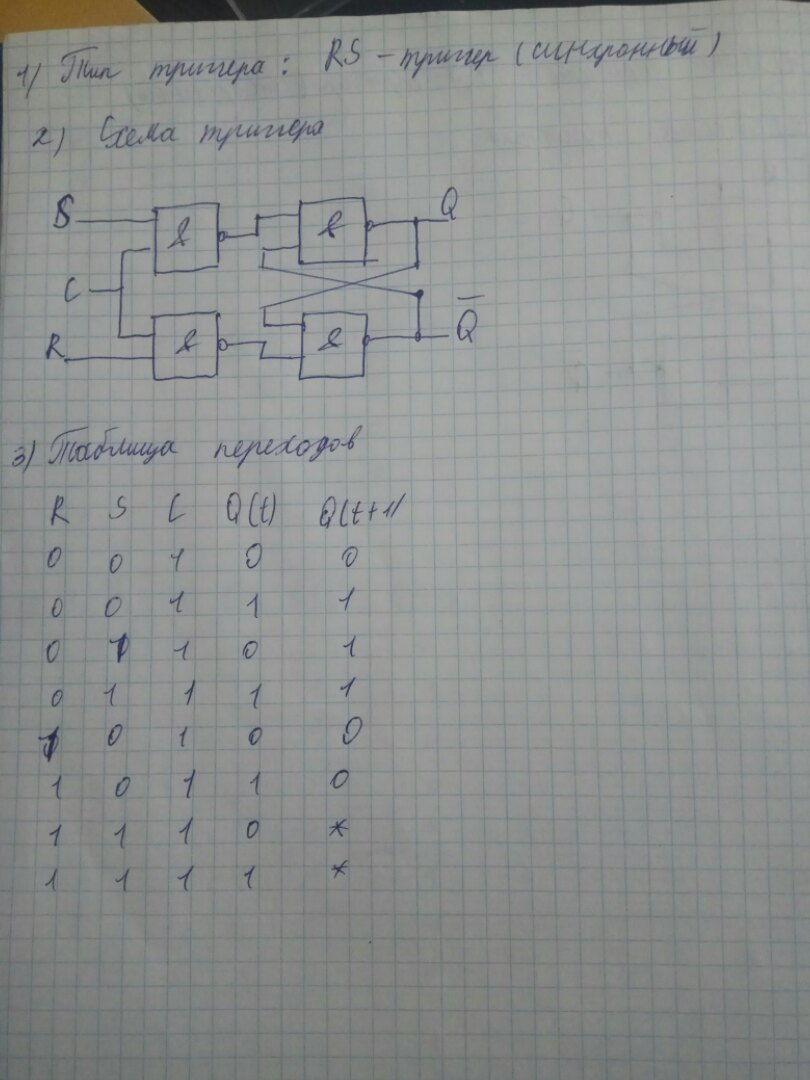 1) Тип триггера: RS - триггер (синхронный)
2) Схема триггера
S & & Q
C
R & & Q̅
3) Таблица переходов
R S C Q(t) Q(t+1)
0 0 1 0 0
0 0 1 1 1
0 1 1 0 1
0 1 1 1 1
1 0 1 0 0
1 0 1 1 0
1 1 1 0 *
1 1 1 1 *